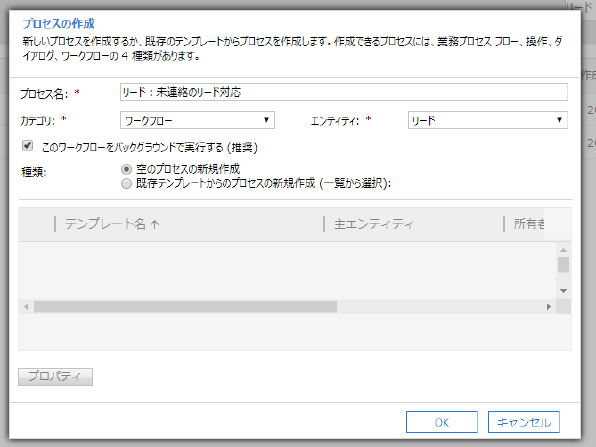 リード
プロセスの作成
新しいプロセスを作成するか、既存のテンプレートからプロセスを作成します。作成できるプロセスには、業務プロセス フロー、操作、ダ
イアログ、ワークフローの 4 種類があります。
プロセス名: * リード : 未連絡のリード対応
カテゴリ: * ワークフロー エンティティ: * リード
このワークフローをバックグラウンドで実行する (推奨)
種類: 空のプロセスの新規作成
既存テンプレートからのプロセスの新規作成 (一覧から選択):
テンプレート名 ↑ 主エンティティ 所有者
プロパティ
OK キャンセル